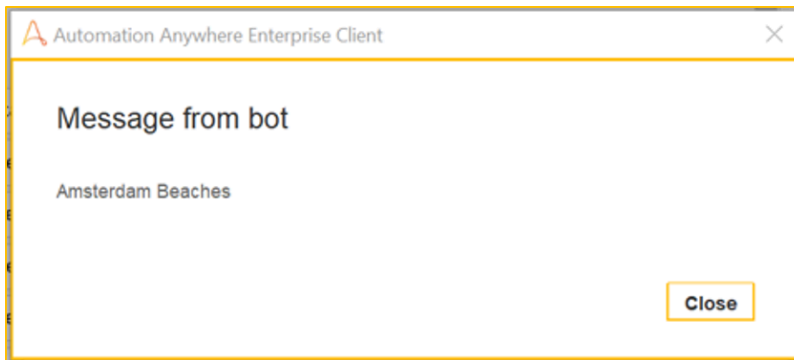 Automation Anywhere Enterprise Client
Message from bot
Amsterdam Beaches
Close